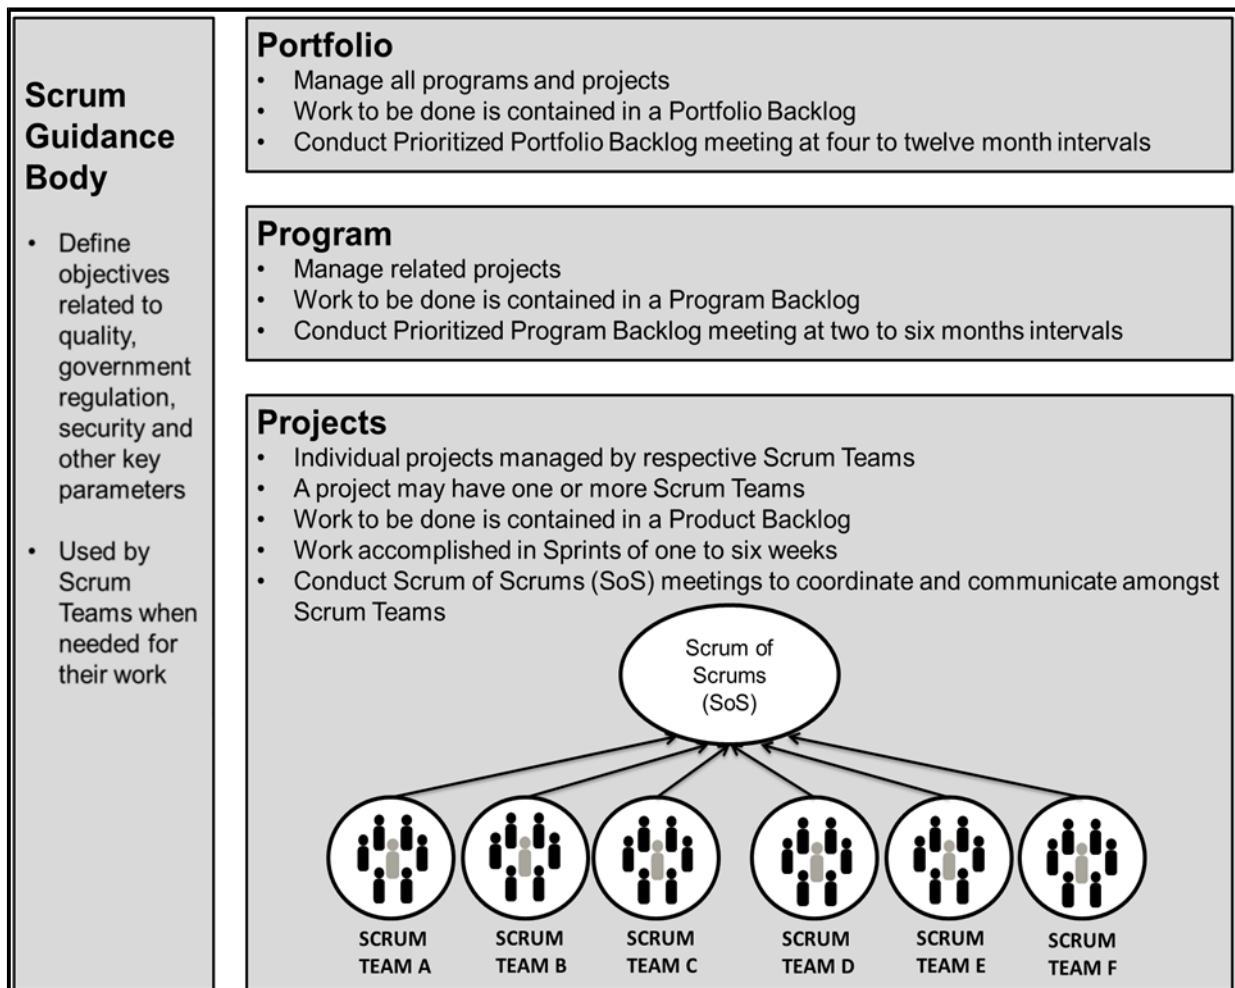 Scrum
Guidance
Body
• Define
objectives
related to
quality,
government
regulation,
security and
other key
parameters
• Used by
Scrum
Teams when
needed for
their work
Portfolio
• Manage all programs and projects
• Work to be done is contained in a Portfolio Backlog
• Conduct Prioritized Portfolio Backlog meeting at four to twelve month intervals
Program
• Manage related projects
• Work to be done is contained in a Program Backlog
• Conduct Prioritized Program Backlog meeting at two to six months intervals
Projects
• Individual projects managed by respective Scrum Teams
• A project may have one or more Scrum Teams
• Work to be done is contained in a Product Backlog
• Work accomplished in Sprints of one to six weeks
• Conduct Scrum of Scrums (SoS) meetings to coordinate and communicate amongst
Scrum Teams
Scrum of
Scrums
(SoS)
SCRUM
TEAM A
SCRUM
TEAM B
SCRUM
TEAM C
SCRUM
TEAM D
SCRUM
TEAM E
SCRUM
TEAM F